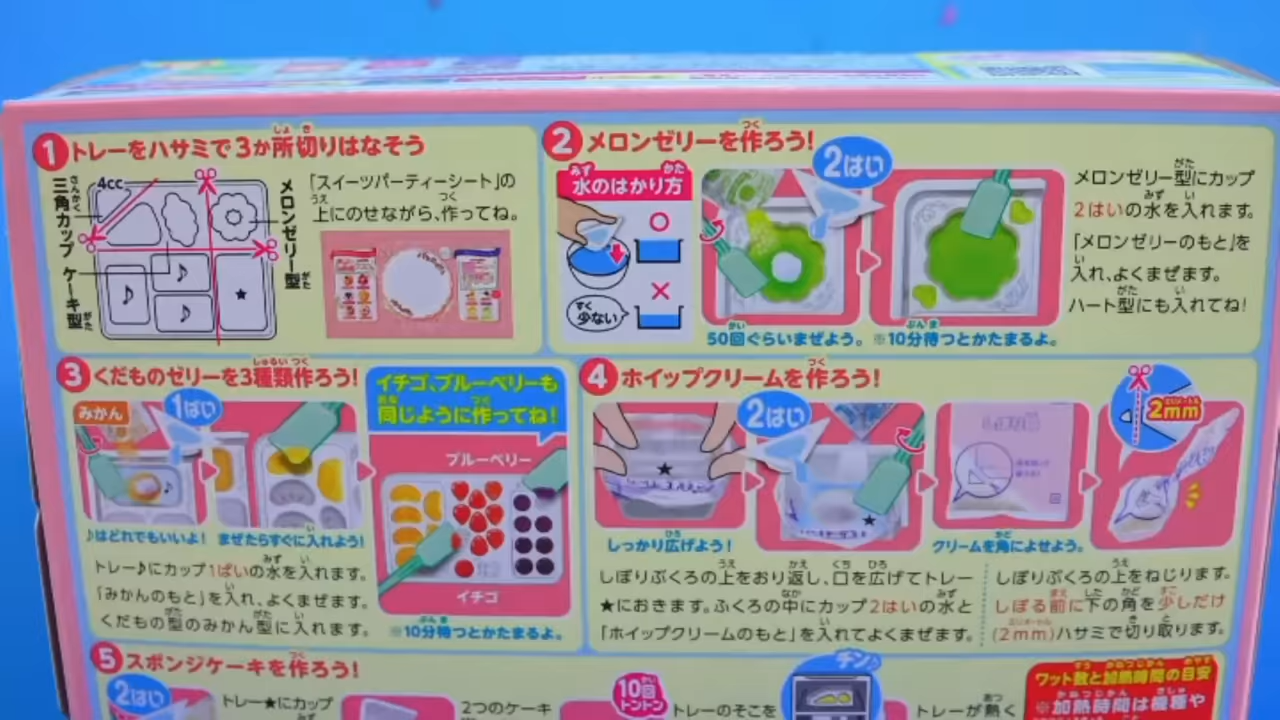 1 トレーをハサミで3か所切りはなそう
4cc
三角カップ
ケーキ型
メロンゼリー型
「スイーツパーティーシート」の
上にのせながら、作ってね。
2 メロンゼリーを作ろう!
水のはかり方
少ない
2はい
50回ぐらいまぜよう。
※10分待つとかたまるよ。
メロンゼリー型にカップ
2はいの水を入れます。
「メロンゼリーのもと」を
入れ、よくまぜます。
ハート型にも入れてね!
3 くだものゼリーを3種類作ろう!
みかん
1ぱい
♪はどれでもいいよ!
まぜたらすぐに入れよう!
トレー♪にカップ1ぱいの水を入れます。
「みかんのもと」を入れ、よくまぜます。
くだもの型のみかん型に入れます。
イチゴ、ブルーベリーも
同じように作ってね!
ブルーベリー
イチゴ
※10分待つとかたまるよ。
4 ホイップクリームを作ろう!
2はい
2mm
しっかり広げよう!
クリームを角によせよう。
しぼりぶくろの上をおり返し、口を広げてトレー
★におきます。ふくろの中にカップ2はいの水と
「ホイップクリームのもと」を入れてよくまぜます。
しぼりぶくろの上をねじります。
しぼる前に下の角を少しだけ
(2mm)ハサミで切り取ります。
5 スポンジケーキを作ろう!
2はい
トレー★にカップ
2つのケーキ
10回
トントン
トレーのそこを
チン♪
トレーが熱く
ワット数と加熱時間の目安
※加熱時間は機種や